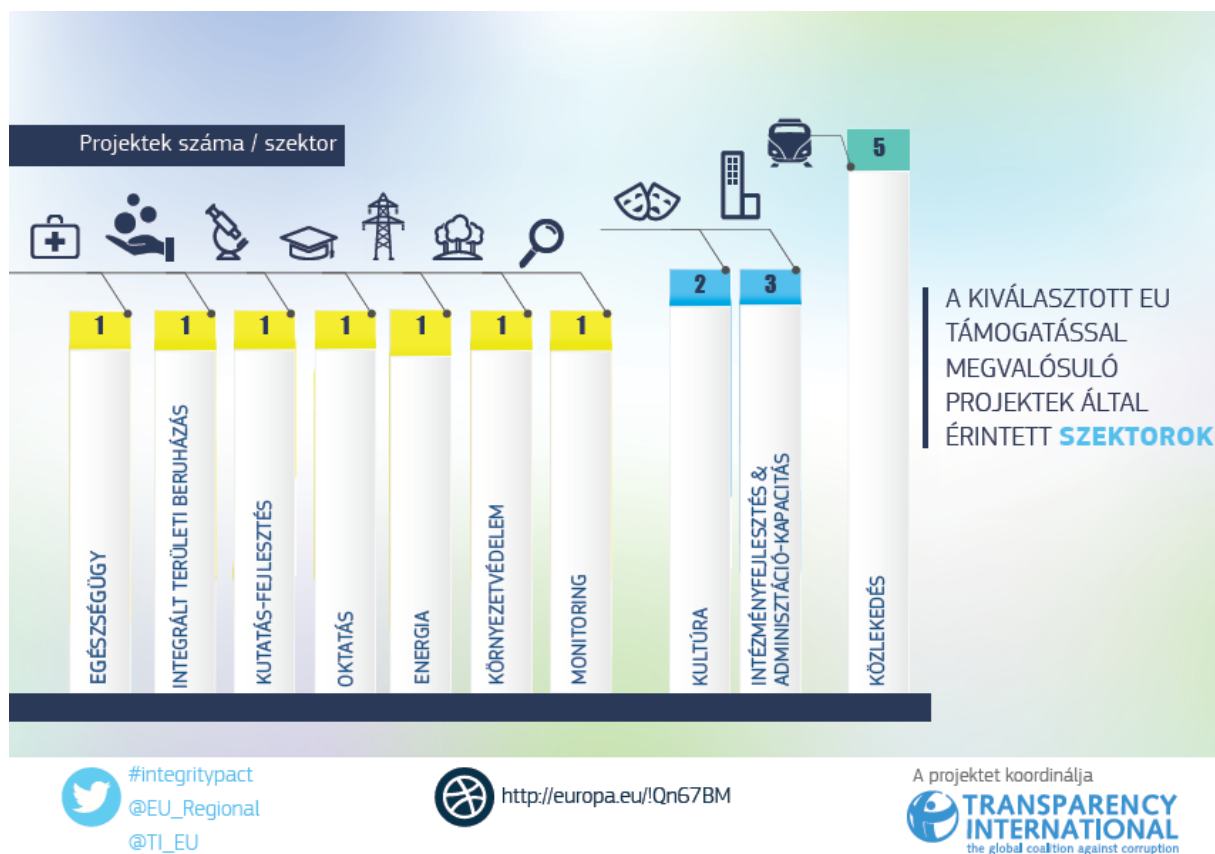 Projektek száma / szektor
1
1
1
1
1
1
1
2
3
5
EGÉSZSÉGÜGY
INTEGRÁLT TERÜLETI BERUHÁZÁS
KUTATÁS-FEJLESZTÉS
OKTATÁS
ENERGIA
KÖRNYEZETVÉDELEM
MONITORING
KULTÚRA
INTÉZMÉNYFEJLESZTÉS &
ADMINISZTÁCIÓ-KAPACITÁS
KÖZLEKEDÉS
A KIVÁLASZTOTT EU
TÁMOGATÁSSAL
MEGVALÓSULÓ
PROJEKTEK ÁLTAL
ÉRINTETT SZEKTOROK
#integritypact
@EU_Regional
@TI_EU
http://europa.eu/!Qn67BM
A projektet koordinálja
TRANSPARENCY
INTERNATIONAL
the global coalition against corruption